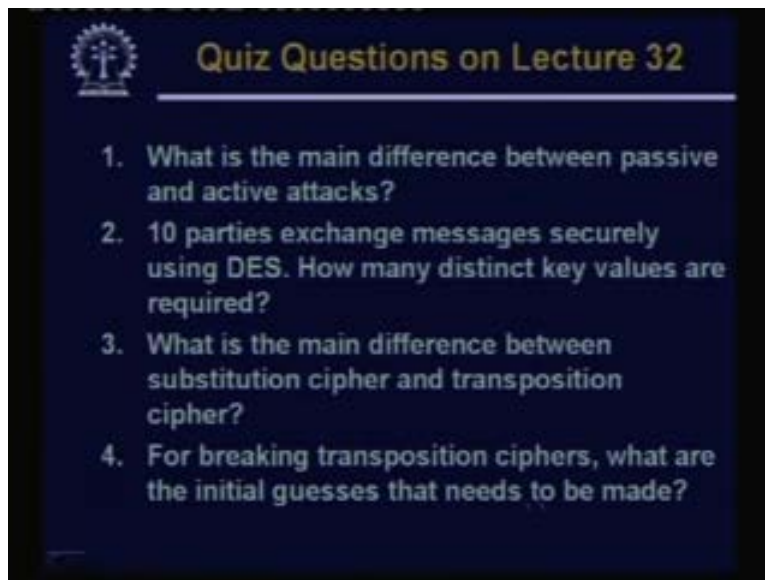 Quiz Questions on Lecture 32
1. What is the main difference between passive
and active attacks?
2. 10 parties exchange messages securely
using DES. How many distinct key values are
required?
3. What is the main difference between
substitution cipher and transposition
cipher?
4. For breaking transposition ciphers, what are
the initial guesses that needs to be made?